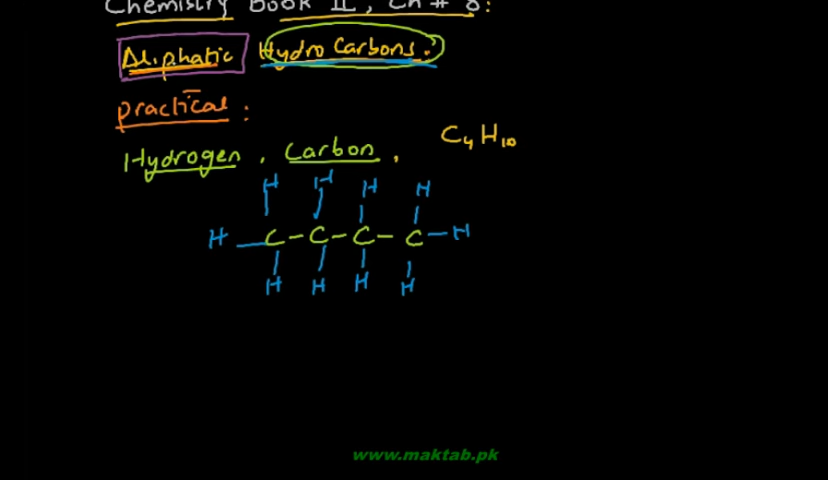 Chemistry Book II, Ch # 8:
Aliphatic Hydro Carbons.
practical:
Hydrogen, Carbon. C₄H₁₀
H H H H
H – C – C – C – C – H
H H H H
www.maktab.pk